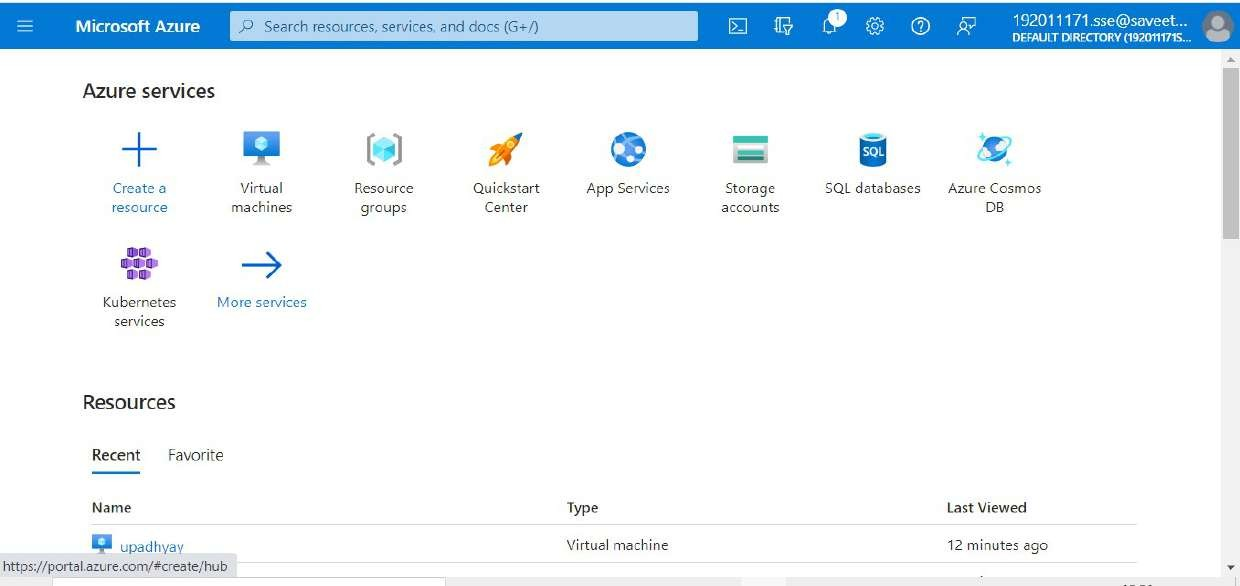 Microsoft Azure
Search resources, services, and docs (G+/)
1
192011171.sse@saveet...
DEFAULT DIRECTORY (192011171S...
Azure services
Create a
resource
Virtual
machines
Resource
groups
Quickstart
Center
App Services
Storage
accounts
SQL
SQL databases
Azure Cosmos
DB
Kubernetes
services
More services
Resources
Recent Favorite
Name Type Last Viewed
upadhyay Virtual machine 12 minutes ago
https://portal.azure.com/#create/hub